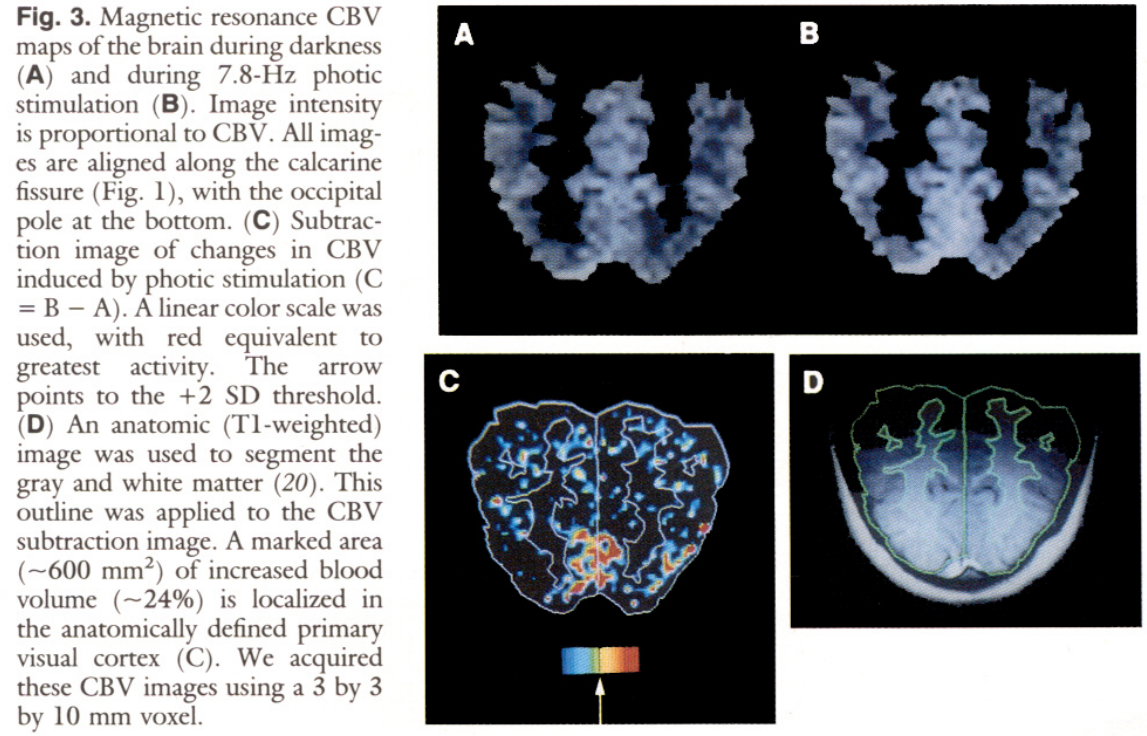 Fig. 3. Magnetic resonance CBV
maps of the brain during darkness
(A) and during 7.8-Hz photic
stimulation (B). Image intensity
is proportional to CBV. All imag-
es are aligned along the calcarine
fissure (Fig. 1), with the occipital
pole at the bottom. (C) Subtrac-
tion image of changes in CBV
induced by photic stimulation (C
= B − A). A linear color scale was
used, with red equivalent to
greatest activity. The arrow
points to the +2 SD threshold.
(D) An anatomic (T1-weighted)
image was used to segment the
gray and white matter (20). This
outline was applied to the CBV
subtraction image. A marked area
(~600 mm²) of increased blood
volume (~24%) is localized in
the anatomically defined primary
visual cortex (C). We acquired
these CBV images using a 3 by 3
by 10 mm voxel.
A
B
C
D